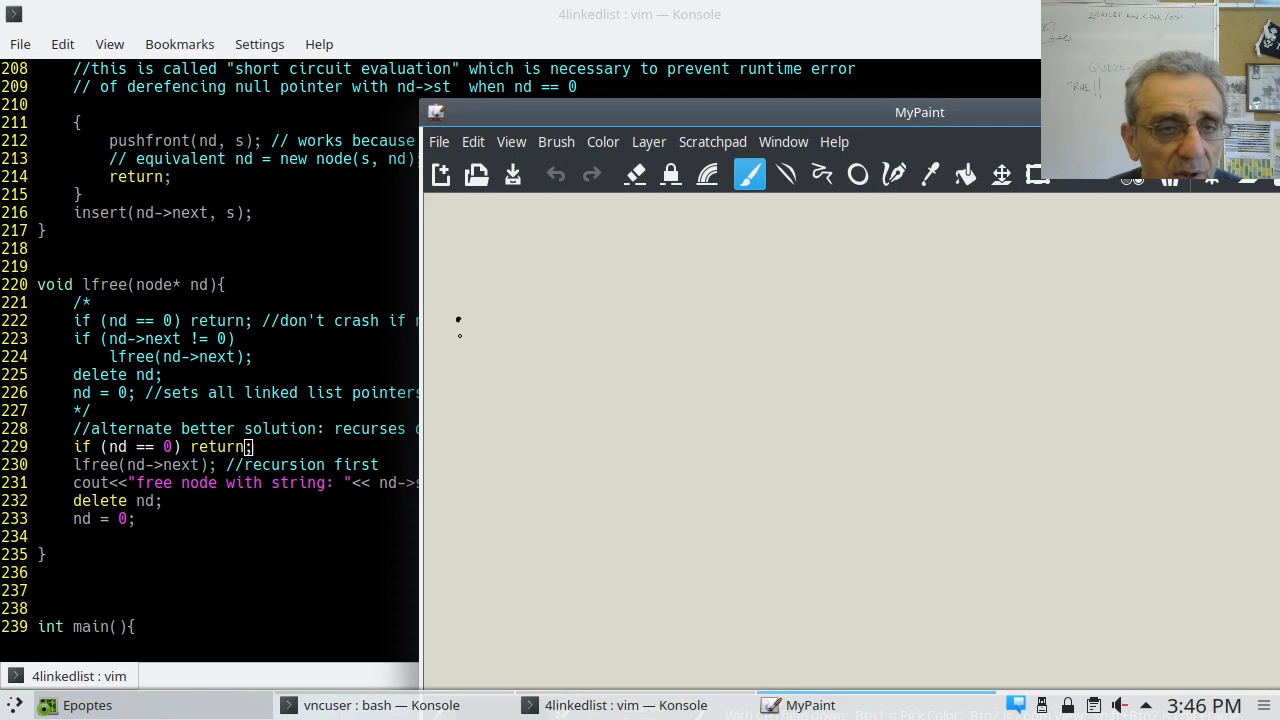 4linkedlist : vim — Konsole
File Edit View Bookmarks Settings Help
208 //this is called "short circuit evaluation" which is necessary to prevent runtime error
209 // of derefencing null pointer with nd->st when nd == 0
210
211 {
212 pushfront(nd, s); // works because
213 // equivalent nd = new node(s, nd);
214 return;
215 }
216 insert(nd->next, s);
217 }
218
219
220 void lfree(node* nd){
221 /*
222 if (nd == 0) return; //don't crash if
223 if (nd->next != 0)
224 lfree(nd->next);
225 delete nd;
226 nd = 0; //sets all linked list pointers
227 */
228 //alternate better solution: recurses
229 if (nd == 0) return;
230 lfree(nd->next); //recursion first
231 cout<<"free node with string: "<< nd->s
232 delete nd;
233 nd = 0;
234
235 }
236
237
238
239 int main(){
4linkedlist : vim
MyPaint
File Edit View Brush Color Layer Scratchpad Window Help
TRUE!!
Epoptes
vncuser : bash — Konsole
4linkedlist : vim — Konsole
MyPaint
3:46 PM